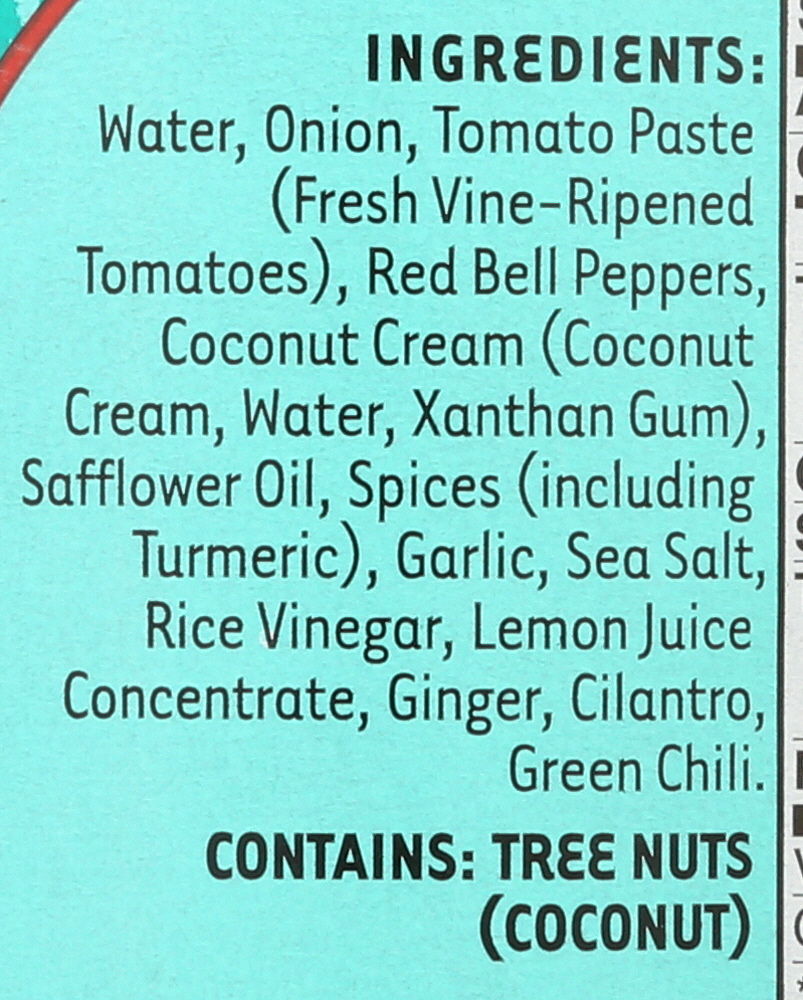 INGREDIENTS:
Water, Onion, Tomato Paste
(Fresh Vine-Ripened
Tomatoes), Red Bell Peppers,
Coconut Cream (Coconut
Cream, Water, Xanthan Gum),
Safflower Oil, Spices (including
Turmeric), Garlic, Sea Salt,
Rice Vinegar, Lemon Juice
Concentrate, Ginger, Cilantro,
Green Chili.
CONTAINS: TREE NUTS
(COCONUT)